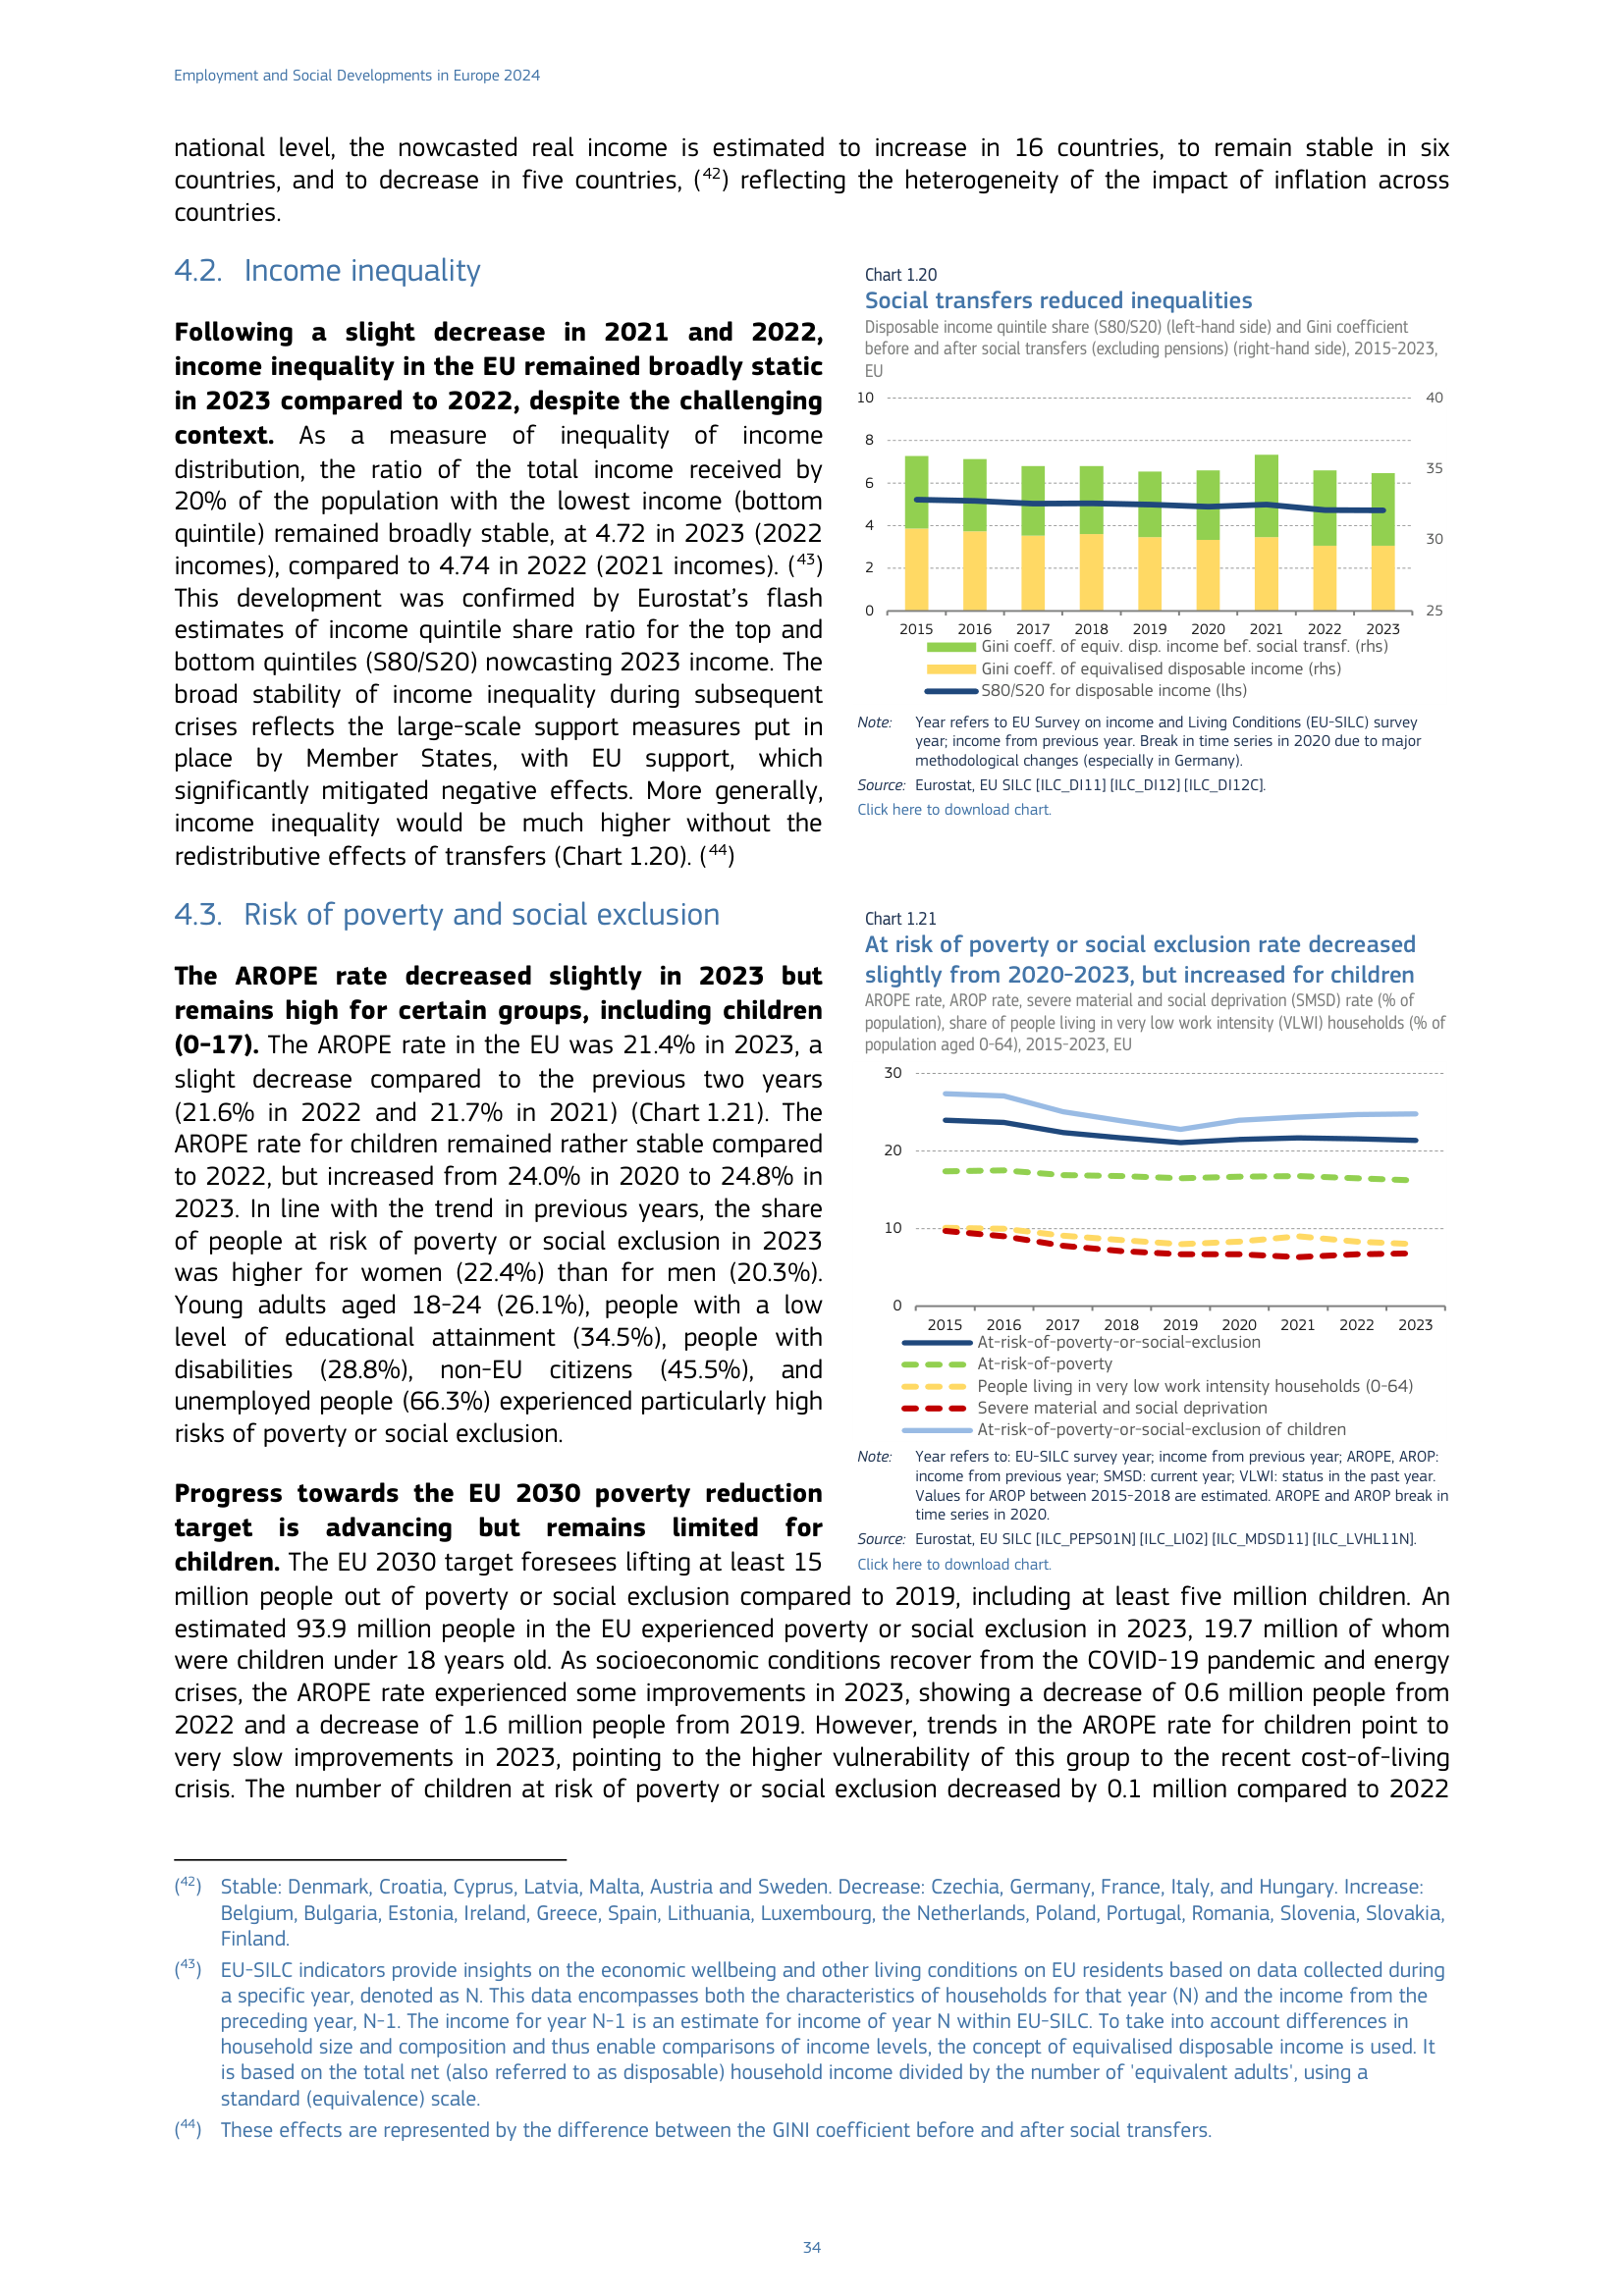 Employment and Social Developments in Europe 2024
national level, the nowcasted real income is estimated to increase in 16 countries, to remain stable in six
countries, and to decrease in five countries, (42) reflecting the heterogeneity of the impact of inflation across
countries.
4.2. Income inequality
Following a slight decrease in 2021 and 2022,
income inequality in the EU remained broadly static
in 2023 compared to 2022, despite the challenging
context. As a measure of inequality of income
distribution, the ratio of the total income received by
20% of the population with the lowest income (bottom
quintile) remained broadly stable, at 4.72 in 2023 (2022
incomes), compared to 4.74 in 2022 (2021 incomes). (43)
This development was confirmed by Eurostat's flash
estimates of income quintile share ratio for the top and
bottom quintiles (S80/S20) nowcasting 2023 income. The
broad stability of income inequality during subsequent
crises reflects the large-scale support measures put in
place by Member States, with EU support, which
significantly mitigated negative effects. More generally,
income inequality would be much higher without the
redistributive effects of transfers (Chart 1.20). (44)
Chart 1.20
Social transfers reduced inequalities
Disposable income quintile share (S80/S20) (left-hand side) and Gini coefficient
before and after social transfers (excluding pensions) (right-hand side), 2015-2023,
EU
10 40
8
35
6
4 30
2
0 25
2015 2016 2017 2018 2019 2020 2021 2022 2023
Gini coeff. of equiv. disp. income bef. social transf. (rhs)
Gini coeff. of equivalised disposable income (rhs)
S80/S20 for disposable income (lhs)
Note: Year refers to EU Survey on income and Living Conditions (EU-SILC) survey
year; income from previous year. Break in time series in 2020 due to major
methodological changes (especially in Germany).
Source: Eurostat, EU SILC [ILC_DI11] [ILC_DI12] [ILC_DI12C].
Click here to download chart.
4.3. Risk of poverty and social exclusion
The AROPE rate decreased slightly in 2023 but
remains high for certain groups, including children
(0-17). The AROPE rate in the EU was 21.4% in 2023, a
slight decrease compared to the previous two years
(21.6% in 2022 and 21.7% in 2021) (Chart 1.21). The
AROPE rate for children remained rather stable compared
to 2022, but increased from 24.0% in 2020 to 24.8% in
2023. In line with the trend in previous years, the share
of people at risk of poverty or social exclusion in 2023
was higher for women (22.4%) than for men (20.3%).
Young adults aged 18-24 (26.1%), people with a low
level of educational attainment (34.5%), people with
disabilities (28.8%), non-EU citizens (45.5%), and
unemployed people (66.3%) experienced particularly high
risks of poverty or social exclusion.
Chart 1.21
At risk of poverty or social exclusion rate decreased
slightly from 2020-2023, but increased for children
AROPE rate, AROP rate, severe material and social deprivation (SMSD) rate (% of
population), share of people living in very low work intensity (VLWI) households (% of
population aged 0-64), 2015-2023, EU
30
20
10
0
2015 2016 2017 2018 2019 2020 2021 2022 2023
At-risk-of-poverty-or-social-exclusion
At-risk-of-poverty
People living in very low work intensity households (0-64)
Severe material and social deprivation
At-risk-of-poverty-or-social-exclusion of children
Note: Year refers to: EU-SILC survey year; income from previous year; AROPE, AROP:
income from previous year; SMSD: current year; VLWI: status in the past year.
Values for AROP between 2015-2018 are estimated. AROPE and AROP break in
time series in 2020.
Source: Eurostat, EU SILC [ILC_PEPS01N] [ILC_LI02] [ILC_MDSD11] [ILC_LVHL11N].
Click here to download chart.
Progress towards the EU 2030 poverty reduction
target is advancing but remains limited for
children. The EU 2030 target foresees lifting at least 15
million people out of poverty or social exclusion compared to 2019, including at least five million children. An
estimated 93.9 million people in the EU experienced poverty or social exclusion in 2023, 19.7 million of whom
were children under 18 years old. As socioeconomic conditions recover from the COVID-19 pandemic and energy
crises, the AROPE rate experienced some improvements in 2023, showing a decrease of 0.6 million people from
2022 and a decrease of 1.6 million people from 2019. However, trends in the AROPE rate for children point to
very slow improvements in 2023, pointing to the higher vulnerability of this group to the recent cost-of-living
crisis. The number of children at risk of poverty or social exclusion decreased by 0.1 million compared to 2022
(42) Stable: Denmark, Croatia, Cyprus, Latvia, Malta, Austria and Sweden. Decrease: Czechia, Germany, France, Italy, and Hungary. Increase:
Belgium, Bulgaria, Estonia, Ireland, Greece, Spain, Lithuania, Luxembourg, the Netherlands, Poland, Portugal, Romania, Slovenia, Slovakia,
Finland.
(43) EU-SILC indicators provide insights on the economic wellbeing and other living conditions on EU residents based on data collected during
a specific year, denoted as N. This data encompasses both the characteristics of households for that year (N) and the income from the
preceding year, N-1. The income for year N-1 is an estimate for income of year N within EU-SILC. To take into account differences in
household size and composition and thus enable comparisons of income levels, the concept of equivalised disposable income is used. It
is based on the total net (also referred to as disposable) household income divided by the number of 'equivalent adults', using a
standard (equivalence) scale.
(44) These effects are represented by the difference between the GINI coefficient before and after social transfers.
34